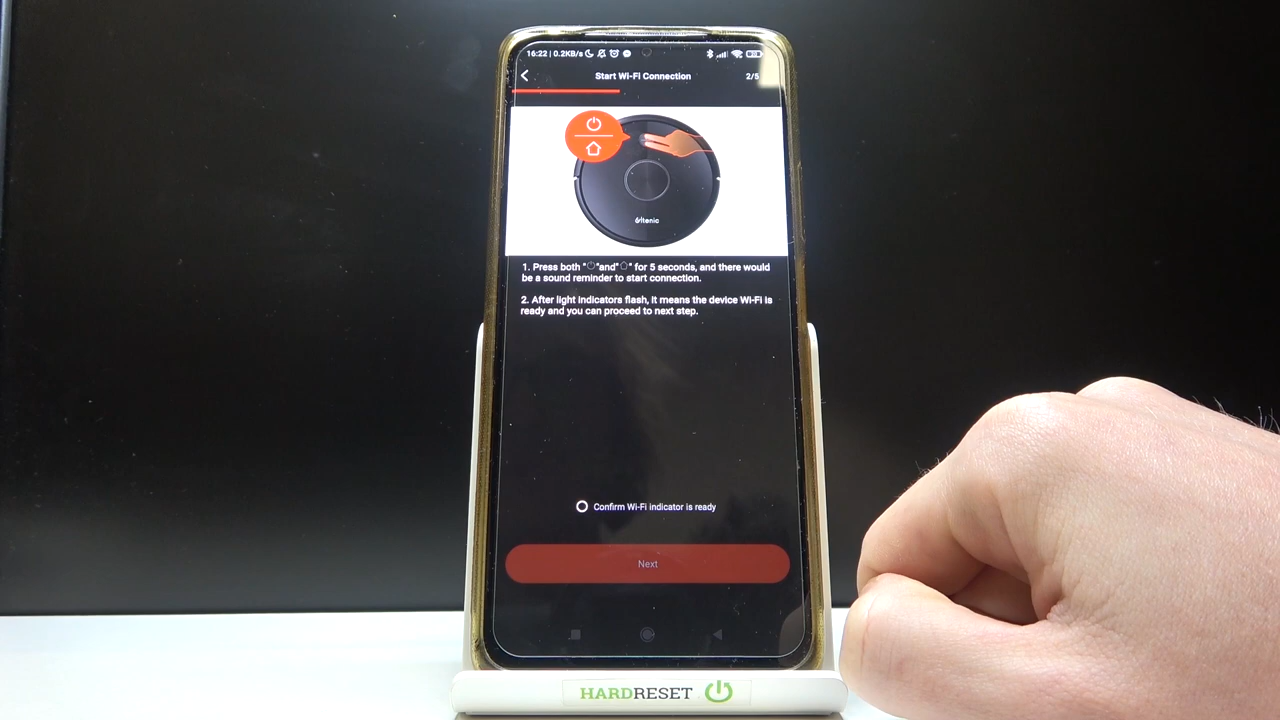 16:22 | 0.2KB/s
Start Wi-Fi Connection
2/5
ültenic
1. Press both "⏻"and"⌂" for 5 seconds, and there would
be a sound reminder to start connection.
2. After light indicators flash, it means the device Wi-Fi is
ready and you can proceed to next step.
Confirm Wi-Fi indicator is ready
Next
HARDRESET